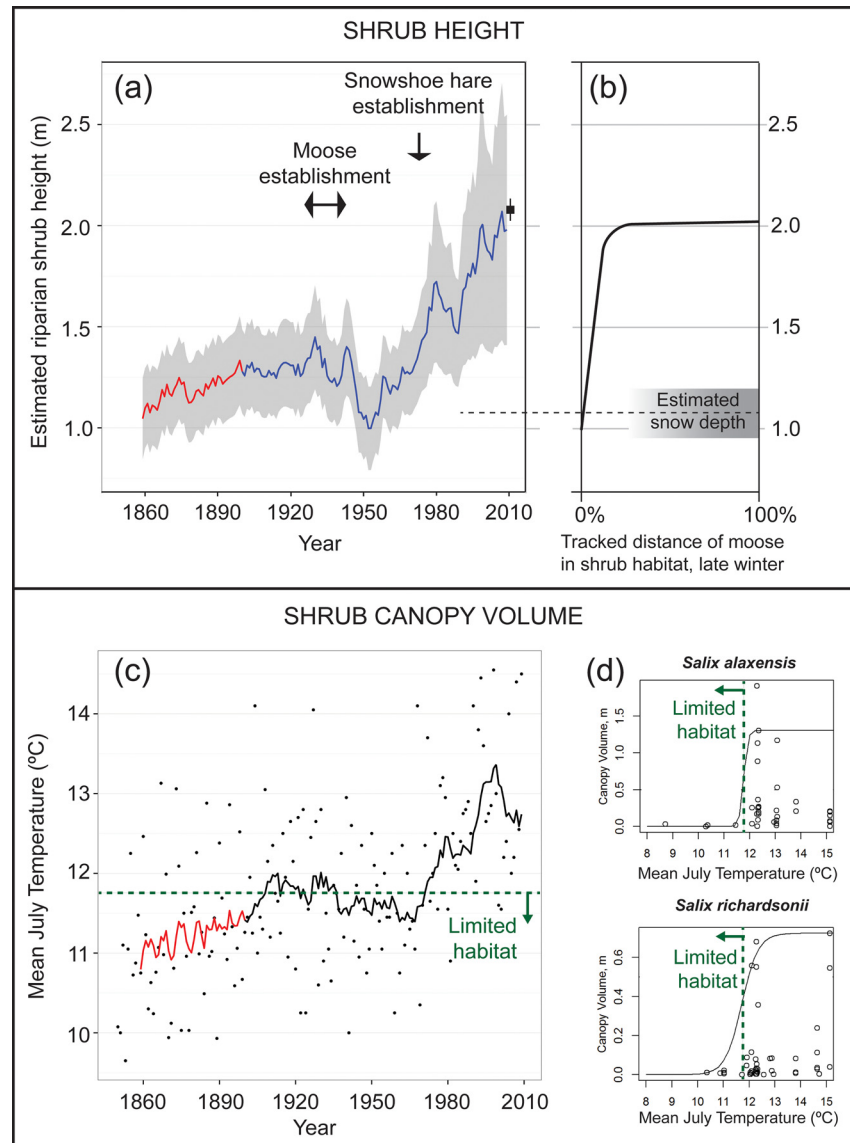 SHRUB HEIGHT
(a)
Snowshoe hare
establishment
Moose
establishment
Estimated riparian shrub height (m)
2.5
2.0
1.5
1.0
1860
1890
1920
1950
1980
2010
Year
(b)
2.5
2.0
1.5
1.0
Estimated
snow depth
0%
100%
Tracked distance of moose
in shrub habitat, late winter
SHRUB CANOPY VOLUME
(c)
Mean July Temperature (ºC)
14
13
12
11
10
Limited
habitat
1860
1890
1920
1950
1980
2010
Year
(d)
Salix alaxensis
Limited
habitat
Canopy Volume, m
1.5
1.0
0.5
0.0
8
9
10
11
12
13
14
15
Mean July Temperature (ºC)
Salix richardsonii
Limited
habitat
Canopy Volume, m
0.6
0.4
0.2
0.0
8
9
10
11
12
13
14
15
Mean July Temperature (ºC)